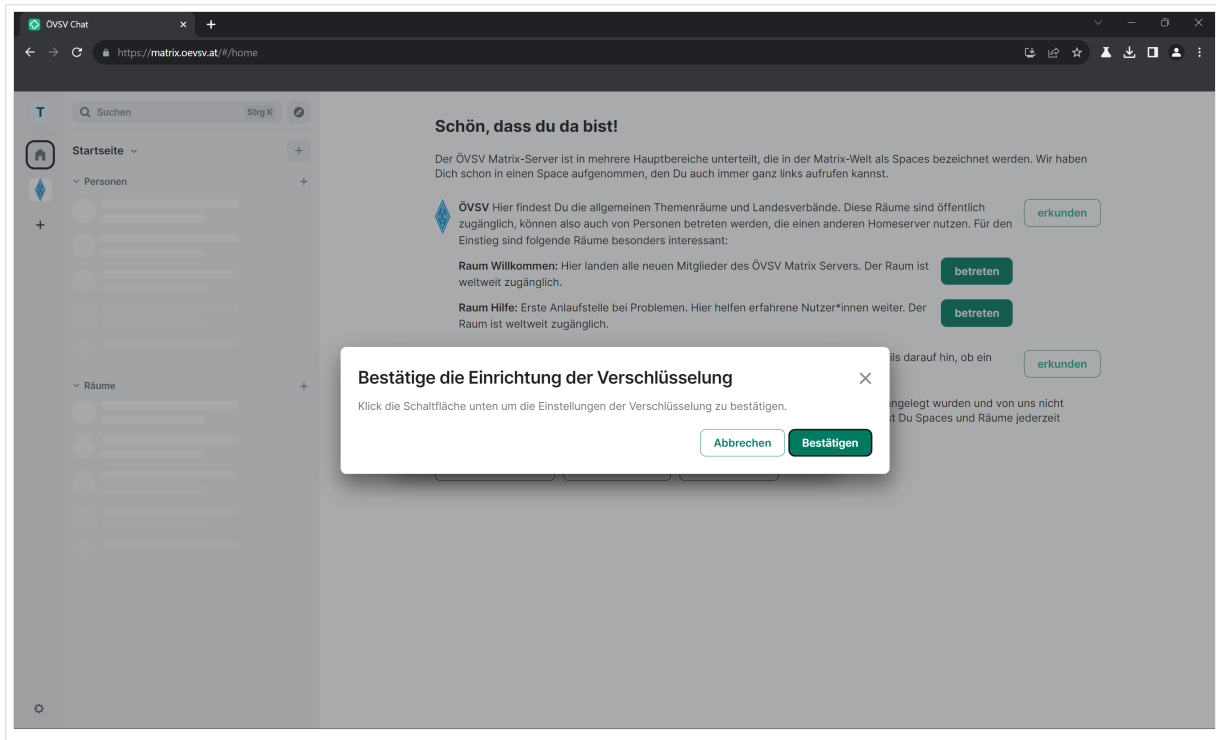 ÖVSV Chat
https://matrix.oevsv.at/#/home
T
Suchen
Strg K
Startseite
Personen
Räume
Schön, dass du da bist!
Der ÖVSV Matrix-Server ist in mehrere Hauptbereiche unterteilt, die in der Matrix-Welt als Spaces bezeichnet werden. Wir haben
Dich schon in einen Space aufgenommen, den Du auch immer ganz links aufrufen kannst.
ÖVSV Hier findest Du die allgemeinen Themenräume und Landesverbände. Diese Räume sind öffentlich
zugänglich, können also auch von Personen betreten werden, die einen anderen Homeserver nutzen. Für den
Einstieg sind folgende Räume besonders interessant:
erkunden
Raum Willkommen: Hier landen alle neuen Mitglieder des ÖVSV Matrix Servers. Der Raum ist
weltweit zugänglich.
betreten
Raum Hilfe: Erste Anlaufstelle bei Problemen. Hier helfen erfahrene Nutzer*innen weiter. Der
Raum ist weltweit zugänglich.
betreten
darauf hin, ob ein
erkunden
angelegt wurden und von uns nicht
Du Spaces und Räume jederzeit
Bestätige die Einrichtung der Verschlüsselung
Klick die Schaltfläche unten um die Einstellungen der Verschlüsselung zu bestätigen.
Abbrechen
Bestätigen